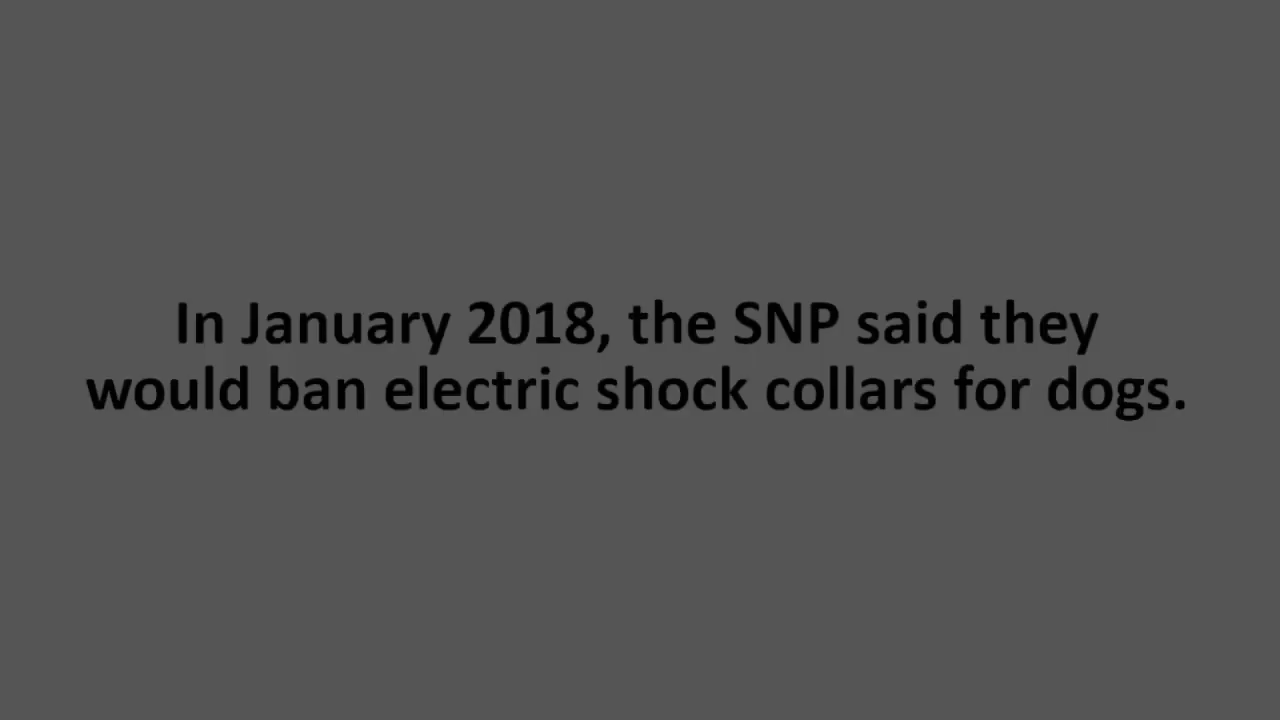 In January 2018, the SNP said they
would ban electric shock collars for dogs.